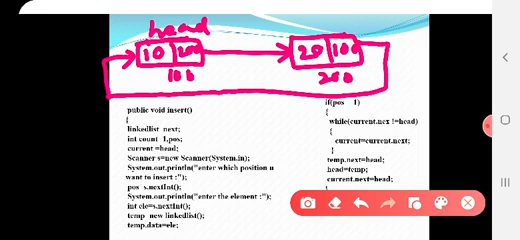 head
10 200
20 100
100
200
public void insert()
{
linkedlist next;
int count 1,pos;
current =head;
Scanner s=new Scanner(System.in);
System.out.println("enter which position u
want to insert :");
pos s.nextInt();
System.out.println("enter the element :");
int ele=s.nextInt();
temp new linkedlist();
temp.data=ele;
if(pos 1)
{
while(current.nex !=head)
{
current=current.next;
}
temp.next=head;
head=temp;
current.next=head;